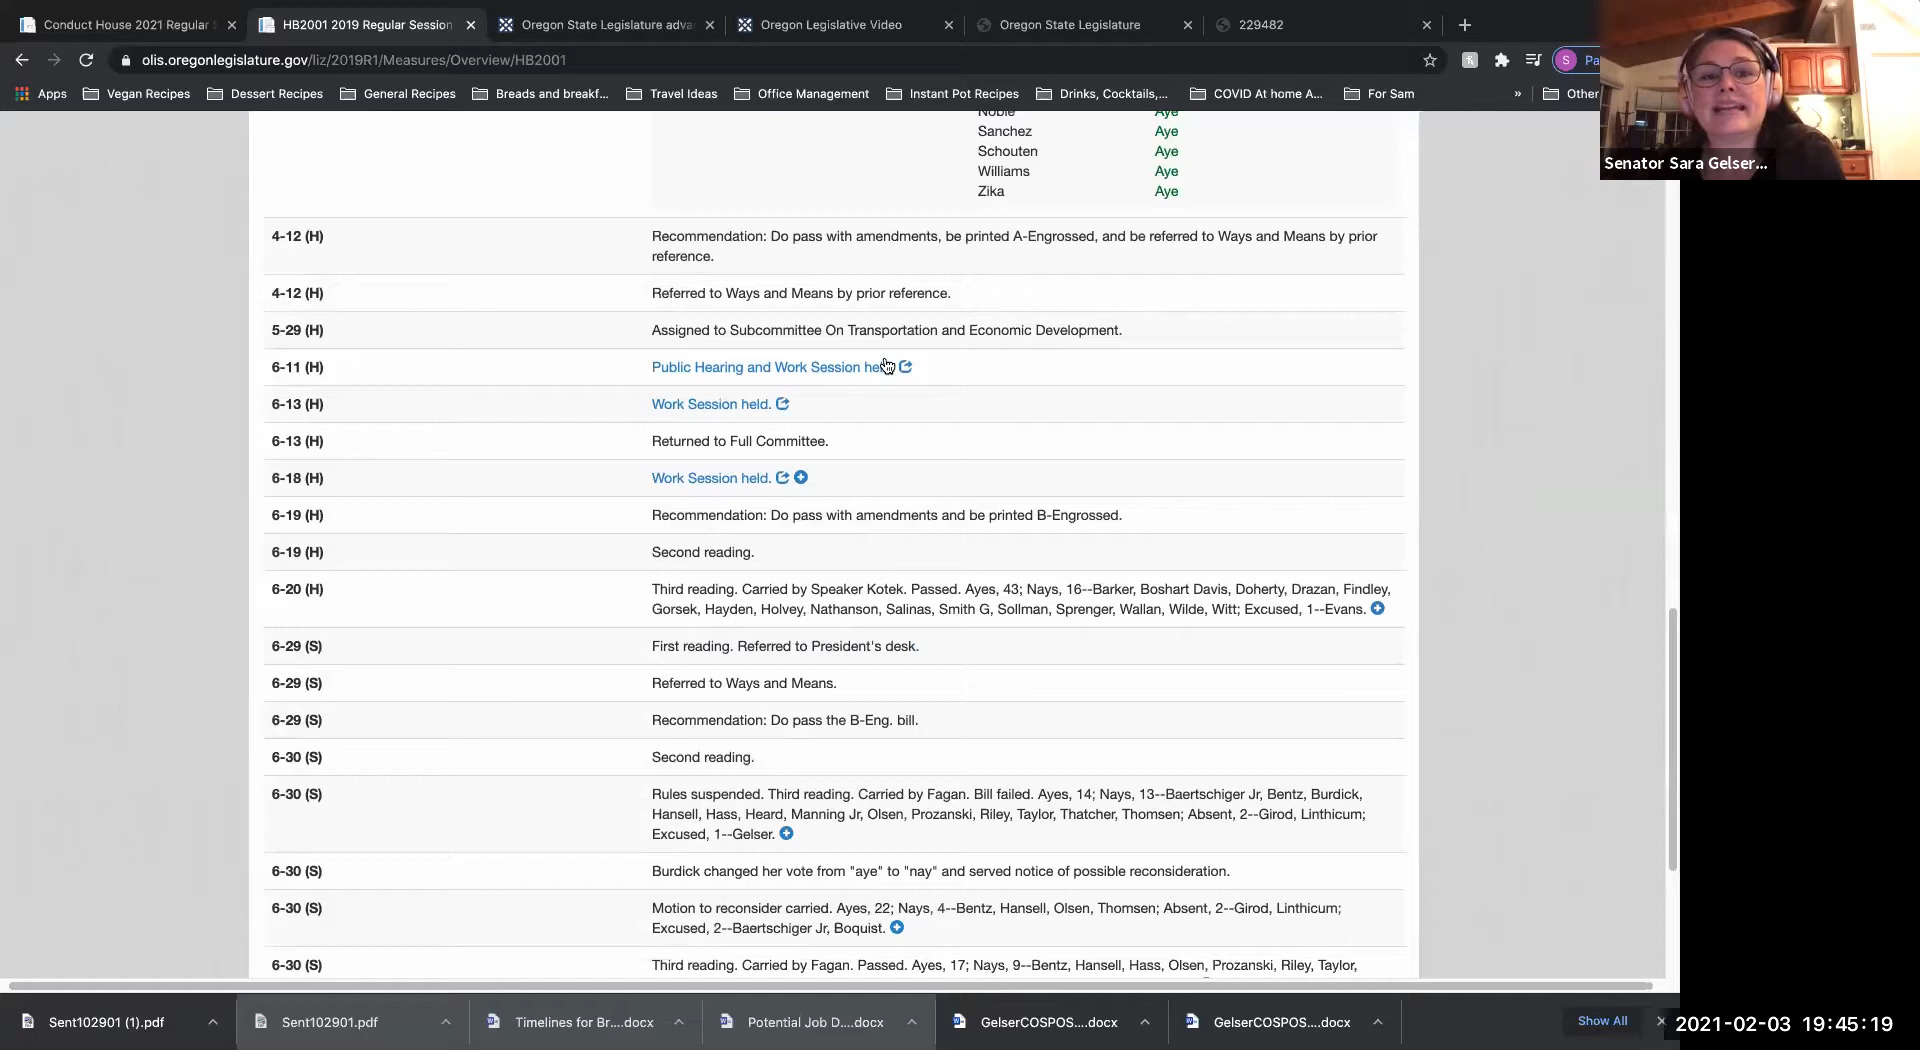 Conduct House 2021 Regular S
HB2001 2019 Regular Session
Oregon State Legislature adva
Oregon Legislative Video
Oregon State Legislature
229482
olis.oregonlegislature.gov/liz/2019R1/Measures/Overview/HB2001
S Pa
Apps
Vegan Recipes
Dessert Recipes
General Recipes
Breads and breakf...
Travel Ideas
Office Management
Instant Pot Recipes
Drinks, Cocktails,...
COVID At home A...
For Sam
»
Other
Senator Sara Gelser...
Noble Aye
Sanchez Aye
Schouten Aye
Williams Aye
Zika Aye
4-12 (H) Recommendation: Do pass with amendments, be printed A-Engrossed, and be referred to Ways and Means by prior
reference.
4-12 (H) Referred to Ways and Means by prior reference.
5-29 (H) Assigned to Subcommittee On Transportation and Economic Development.
6-11 (H) Public Hearing and Work Session he
6-13 (H) Work Session held.
6-13 (H) Returned to Full Committee.
6-18 (H) Work Session held.
6-19 (H) Recommendation: Do pass with amendments and be printed B-Engrossed.
6-19 (H) Second reading.
6-20 (H) Third reading. Carried by Speaker Kotek. Passed. Ayes, 43; Nays, 16--Barker, Boshart Davis, Doherty, Drazan, Findley,
Gorsek, Hayden, Holvey, Nathanson, Salinas, Smith G, Sollman, Sprenger, Wallan, Wilde, Witt; Excused, 1--Evans.
6-29 (S) First reading. Referred to President's desk.
6-29 (S) Referred to Ways and Means.
6-29 (S) Recommendation: Do pass the B-Eng. bill.
6-30 (S) Second reading.
6-30 (S) Rules suspended. Third reading. Carried by Fagan. Bill failed. Ayes, 14; Nays, 13--Baertschiger Jr, Bentz, Burdick,
Hansell, Hass, Heard, Manning Jr, Olsen, Prozanski, Riley, Taylor, Thatcher, Thomsen; Absent, 2--Girod, Linthicum;
Excused, 1--Gelser.
6-30 (S) Burdick changed her vote from "aye" to "nay" and served notice of possible reconsideration.
6-30 (S) Motion to reconsider carried. Ayes, 22; Nays, 4--Bentz, Hansell, Olsen, Thomsen; Absent, 2--Girod, Linthicum;
Excused, 2--Baertschiger Jr, Boquist.
6-30 (S) Third reading. Carried by Fagan. Passed. Ayes, 17; Nays, 9--Bentz, Hansell, Hass, Olsen, Prozanski, Riley, Taylor,
Sent102901 (1).pdf
Sent102901.pdf
Timelines for Br....docx
Potential Job D....docx
GelserCOSPOS....docx
GelserCOSPOS....docx
Show All
2021-02-03 19:45:19